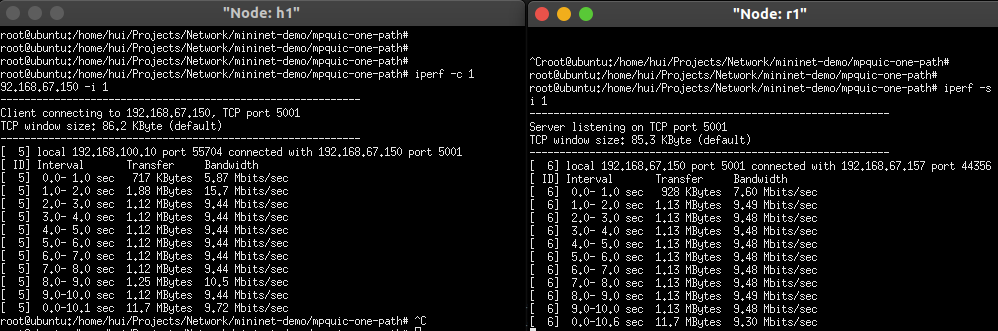 "Node: h1"
root@ubuntu:/home/hui/Projects/Network/mininet-demo/mpquic-one-path#
root@ubuntu:/home/hui/Projects/Network/mininet-demo/mpquic-one-path#
root@ubuntu:/home/hui/Projects/Network/mininet-demo/mpquic-one-path#
root@ubuntu:/home/hui/Projects/Network/mininet-demo/mpquic-one-path# iperf -c 1
92.168.67.150 -i 1
------------------------------------------------------------
Client connecting to 192.168.67.150, TCP port 5001
TCP window size: 86.2 KByte (default)
------------------------------------------------------------
[  5] local 192.168.100.10 port 55704 connected with 192.168.67.150 port 5001
[ ID] Interval       Transfer     Bandwidth
[  5]  0.0- 1.0 sec   717 KBytes  5.87 Mbits/sec
[  5]  1.0- 2.0 sec  1.88 MBytes  15.7 Mbits/sec
[  5]  2.0- 3.0 sec  1.12 MBytes  9.44 Mbits/sec
[  5]  3.0- 4.0 sec  1.12 MBytes  9.44 Mbits/sec
[  5]  4.0- 5.0 sec  1.12 MBytes  9.44 Mbits/sec
[  5]  5.0- 6.0 sec  1.12 MBytes  9.44 Mbits/sec
[  5]  6.0- 7.0 sec  1.12 MBytes  9.44 Mbits/sec
[  5]  7.0- 8.0 sec  1.12 MBytes  9.44 Mbits/sec
[  5]  8.0- 9.0 sec  1.25 MBytes  10.5 Mbits/sec
[  5]  9.0-10.0 sec  1.12 MBytes  9.44 Mbits/sec
[  5]  0.0-10.1 sec  11.7 MBytes  9.72 Mbits/sec
root@ubuntu:/home/hui/Projects/Network/mininet-demo/mpquic-one-path# ^C
"Node: r1"
^Croot@ubuntu:/home/hui/Projects/Network/mininet-demo/mpquic-one-path#
root@ubuntu:/home/hui/Projects/Network/mininet-demo/mpquic-one-path#
root@ubuntu:/home/hui/Projects/Network/mininet-demo/mpquic-one-path# iperf -s
i 1
------------------------------------------------------------
Server listening on TCP port 5001
TCP window size: 85.3 KByte (default)
------------------------------------------------------------
[  6] local 192.168.67.150 port 5001 connected with 192.168.67.157 port 44356
[ ID] Interval       Transfer     Bandwidth
[  6]  0.0- 1.0 sec   928 KBytes  7.60 Mbits/sec
[  6]  1.0- 2.0 sec  1.13 MBytes  9.49 Mbits/sec
[  6]  2.0- 3.0 sec  1.13 MBytes  9.48 Mbits/sec
[  6]  3.0- 4.0 sec  1.13 MBytes  9.48 Mbits/sec
[  6]  4.0- 5.0 sec  1.13 MBytes  9.48 Mbits/sec
[  6]  5.0- 6.0 sec  1.13 MBytes  9.48 Mbits/sec
[  6]  6.0- 7.0 sec  1.13 MBytes  9.48 Mbits/sec
[  6]  7.0- 8.0 sec  1.13 MBytes  9.48 Mbits/sec
[  6]  8.0- 9.0 sec  1.13 MBytes  9.49 Mbits/sec
[  6]  9.0-10.0 sec  1.13 MBytes  9.48 Mbits/sec
[  6]  0.0-10.6 sec  11.7 MBytes  9.30 Mbits/sec